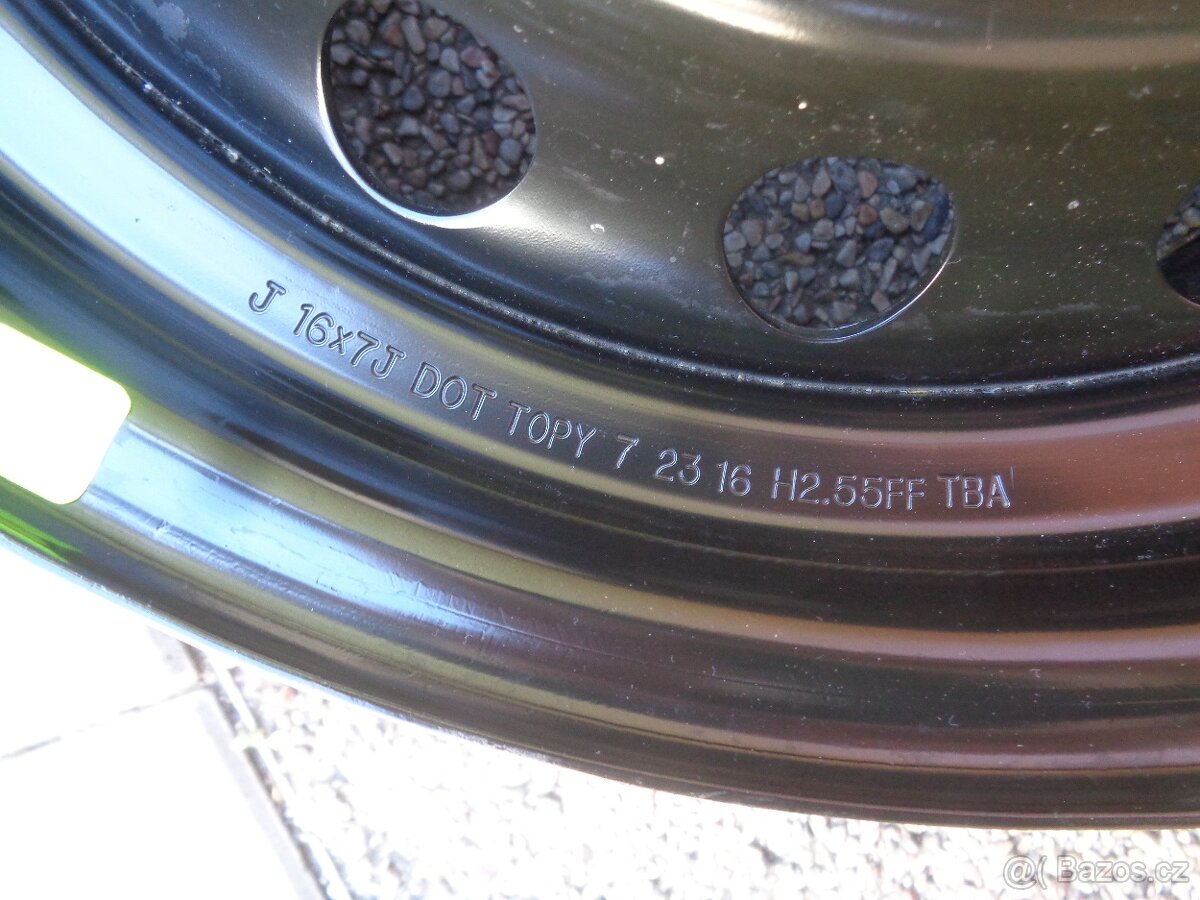 J 16x7J DOT TOPY 7 23 16 H2.55FF TBA
@( Bazos.cz